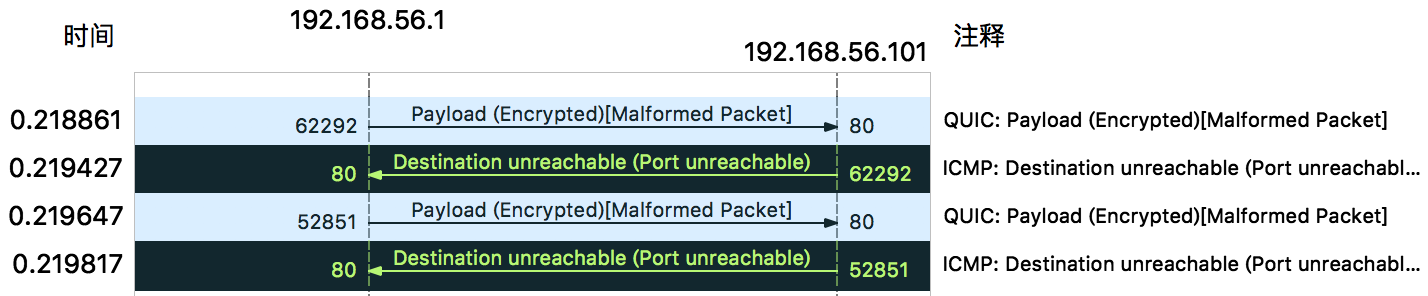 时间 192.168.56.1 192.168.56.101 注释
0.218861 62292 Payload (Encrypted)[Malformed Packet] 80 QUIC: Payload (Encrypted)[Malformed Packet]
0.219427 80 Destination unreachable (Port unreachable) 62292 ICMP: Destination unreachable (Port unreachabl...
0.219647 52851 Payload (Encrypted)[Malformed Packet] 80 QUIC: Payload (Encrypted)[Malformed Packet]
0.219817 80 Destination unreachable (Port unreachable) 52851 ICMP: Destination unreachable (Port unreachabl...